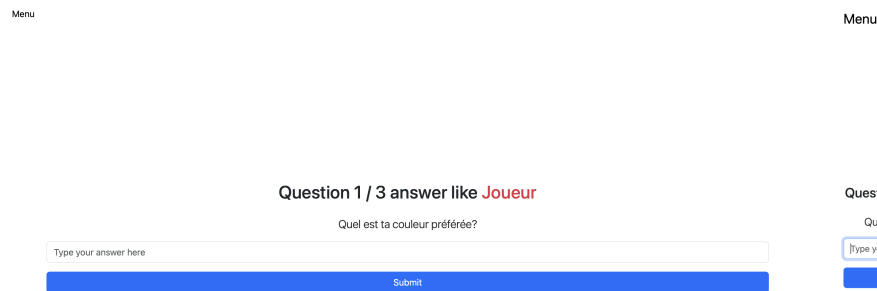 Menu
Menu
Question 1 / 3 answer like Joueur
Quel est ta couleur préférée?
Type your answer here
Submit